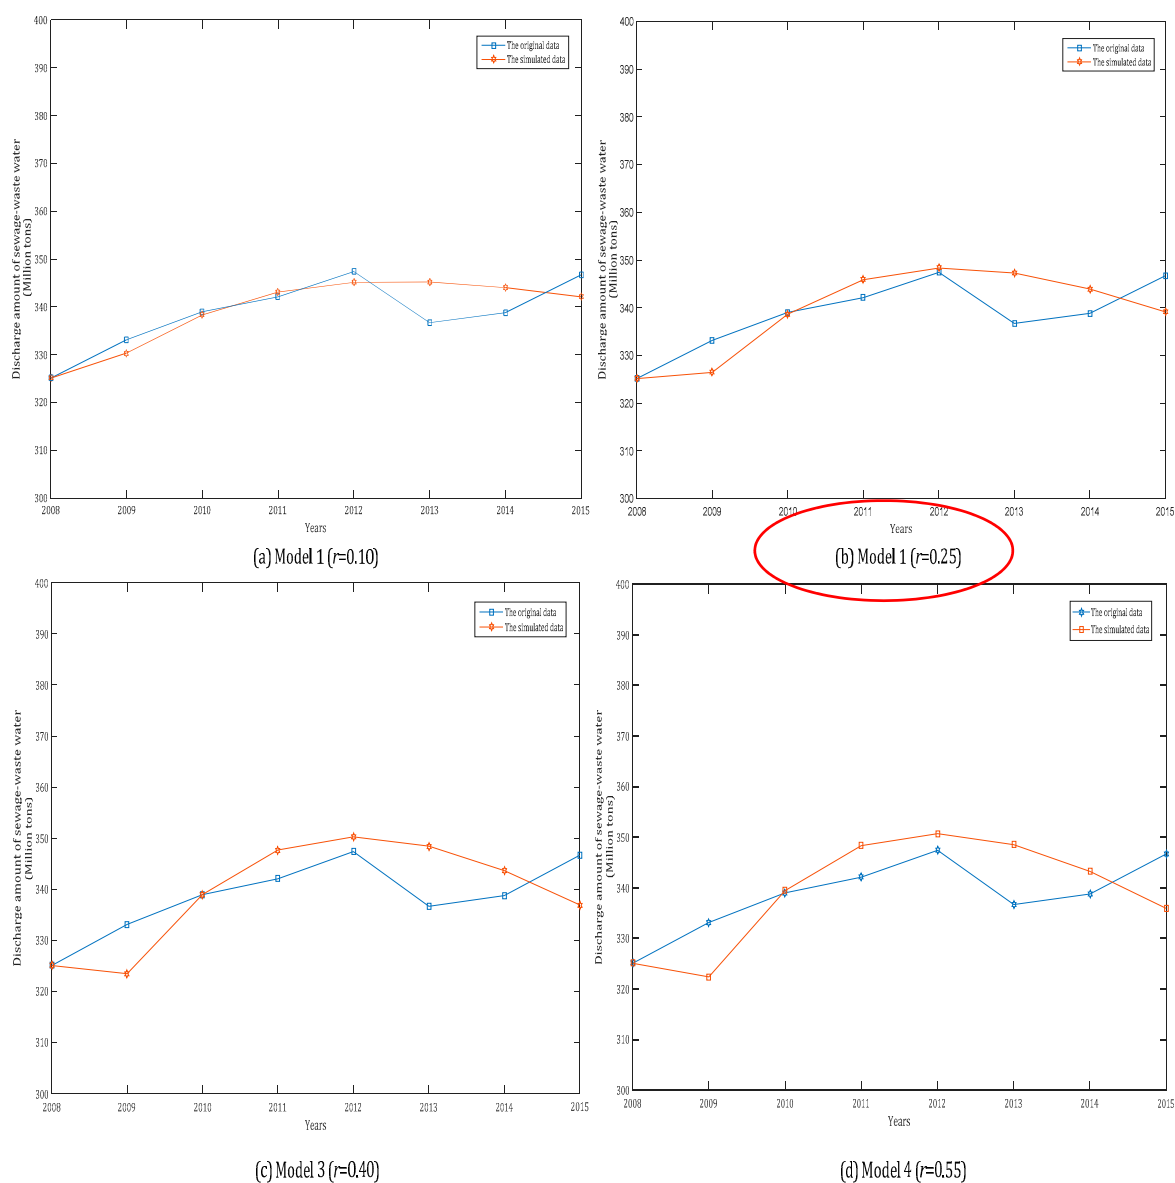 400
390
380
370
360
350
340
330
320
310
300
Discharge amount of sewage-waste water
(Million tons)
The original data
The simulated data
2008 2009 2010 2011 2012 2013 2014 2015
Years
(a) Model 1 (r=0.10)
400
390
380
370
360
350
340
330
320
310
300
Discharge amount of sewage-waste water
(Million tons)
The original data
The simulated data
2008 2009 2010 2011 2012 2013 2014 2015
Years
(b) Model 1 (r=0.25)
400
390
380
370
360
350
340
330
320
310
300
Discharge amount of sewage-waste water
(Million tons)
The original data
The simulated data
2008 2009 2010 2011 2012 2013 2014 2015
Years
(c) Model 3 (r=0.40)
400
390
380
370
360
350
340
330
320
310
300
Discharge amount of sewage-waste water
(Million tons)
The original data
The simulated data
2008 2009 2010 2011 2012 2013 2014 2015
Years
(d) Model 4 (r=0.55)